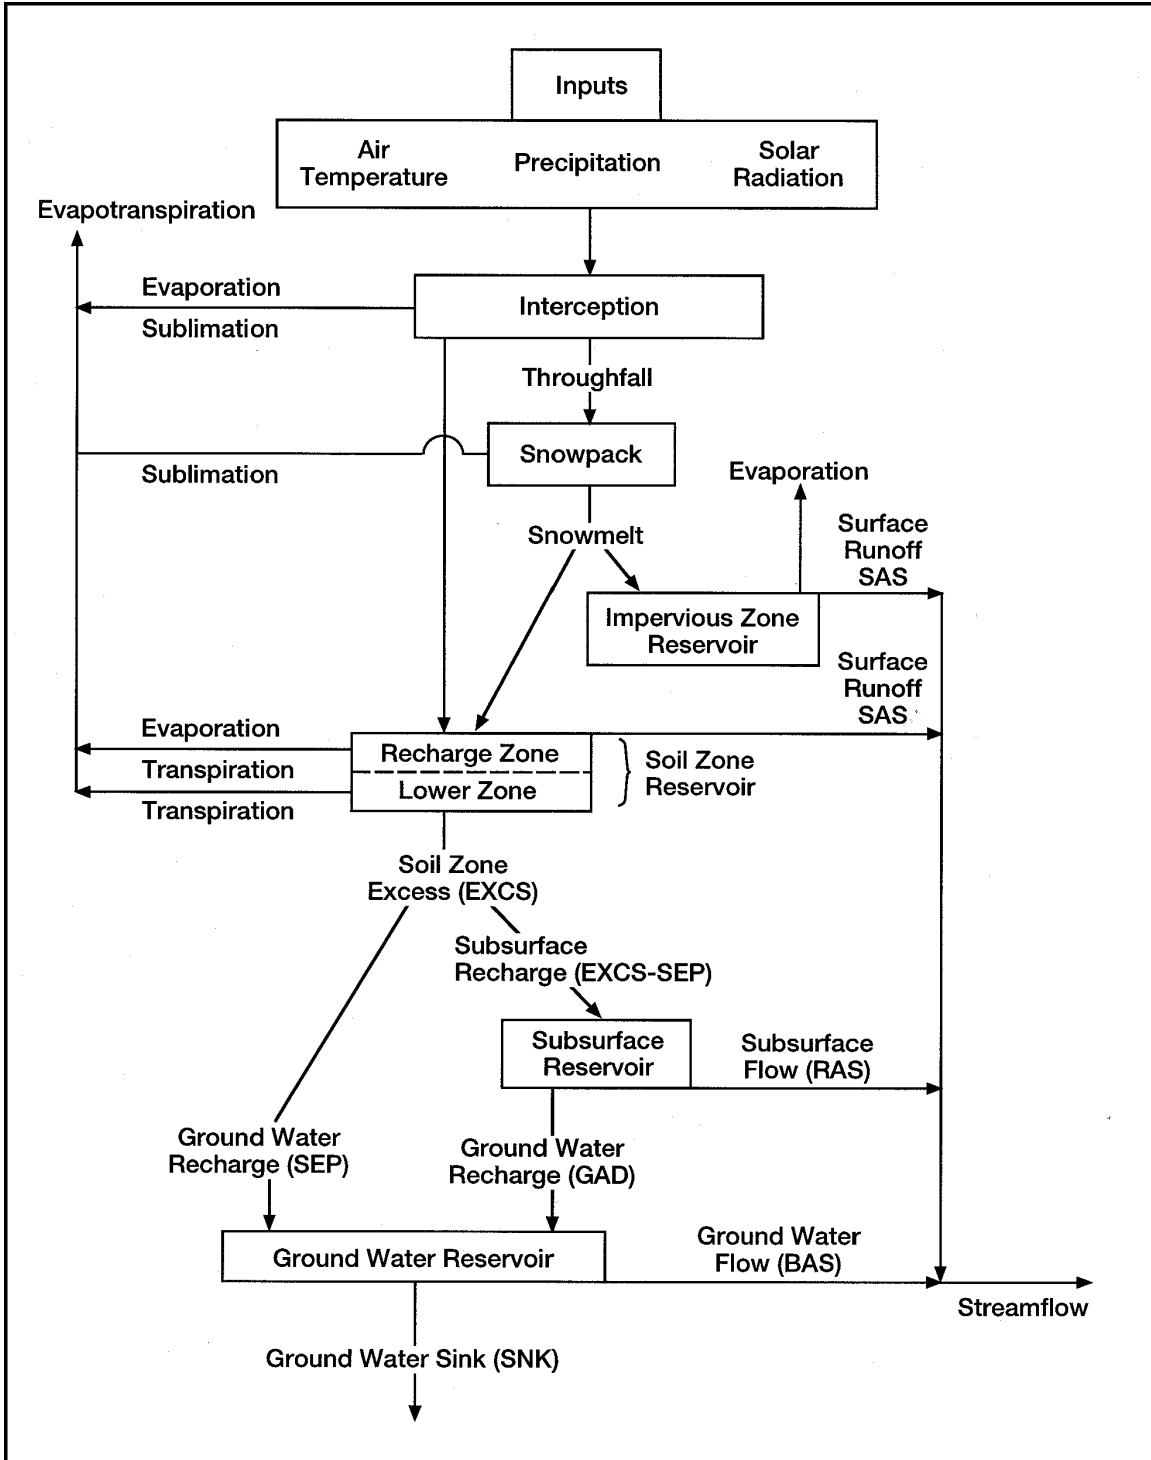 Inputs
Air
Temperature
Precipitation
Solar
Radiation
Evapotranspiration
Evaporation
Sublimation
Interception
Throughfall
Snowpack
Sublimation
Evaporation
Snowmelt
Surface
Runoff
SAS
Impervious Zone
Reservoir
Surface
Runoff
SAS
Evaporation
Transpiration
Transpiration
Recharge Zone
Lower Zone
Soil Zone
Reservoir
Soil Zone
Excess (EXCS)
Subsurface
Recharge (EXCS-SEP)
Subsurface
Reservoir
Subsurface
Flow (RAS)
Ground Water
Recharge (SEP)
Ground Water
Recharge (GAD)
Ground Water Reservoir
Ground Water
Flow (BAS)
Streamflow
Ground Water Sink (SNK)